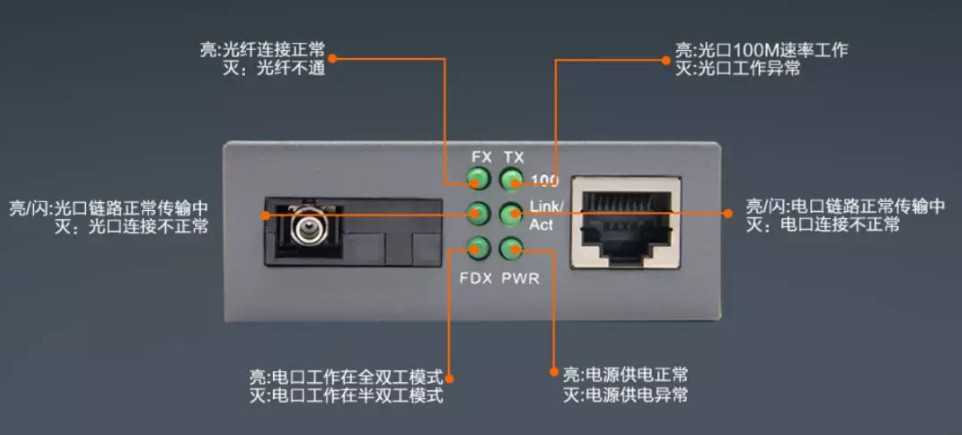 亮:光纤连接正常
灭：光纤不通
亮:光口100M速率工作
灭:光口工作异常
FX TX
100
亮/闪:光口链路正常传输中
灭：光口连接不正常
Link/
Act
亮/闪:电口链路正常传输中
灭：电口连接不正常
FDX PWR
亮:电口工作在全双工模式
灭:电口工作在半双工模式
亮:电源供电正常
灭:电源供电异常